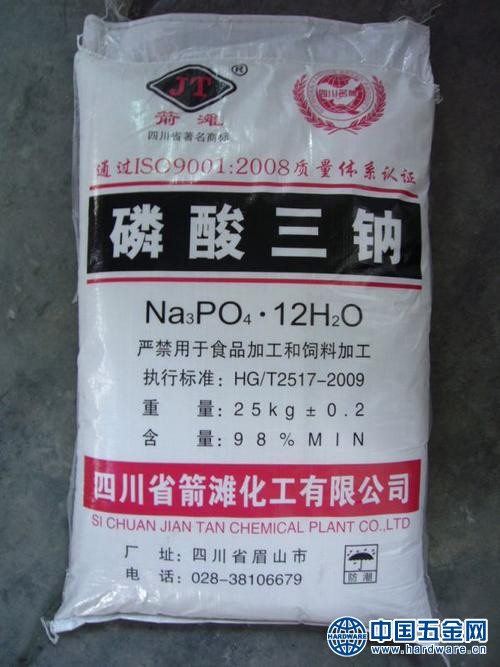 JT®
箭滩
四川省著名商标
四川名牌
通过ISO9001:2008质量体系认证
磷酸三钠
Na₃PO₄·12H₂O
严禁用于食品加工和饲料加工
执行标准：HG/T2517-2009
重 量：25kg±0.2
含 量：98%MIN
四川省箭滩化工有限公司
SI CHUAN JIAN TAN CHEMICAL PLANT CO.,LTD
厂 址：四川省眉山市
电 话：028-38106679
防潮
HARDWARE
中国五金网
www.hardware.cn